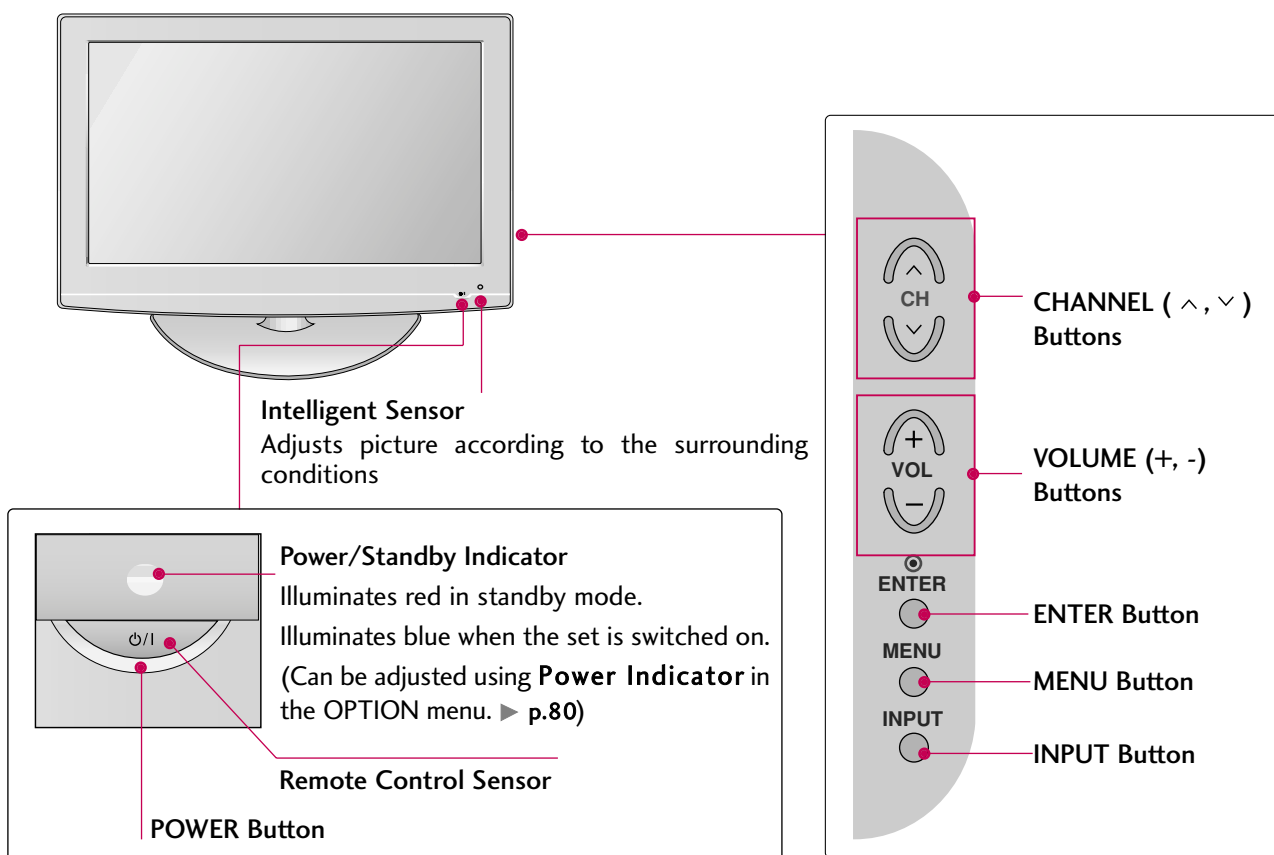 Intelligent Sensor
Adjusts picture according to the surrounding
conditions
Power/Standby Indicator
Illuminates red in standby mode.
Illuminates blue when the set is switched on.
(Can be adjusted using Power Indicator in
the OPTION menu. ▶ p.80)
⏻/I
Remote Control Sensor
POWER Button
CH
CHANNEL ( ^, ˅ )
Buttons
+
VOL
−
VOLUME (+, -)
Buttons
ENTER
ENTER Button
MENU
MENU Button
INPUT
INPUT Button